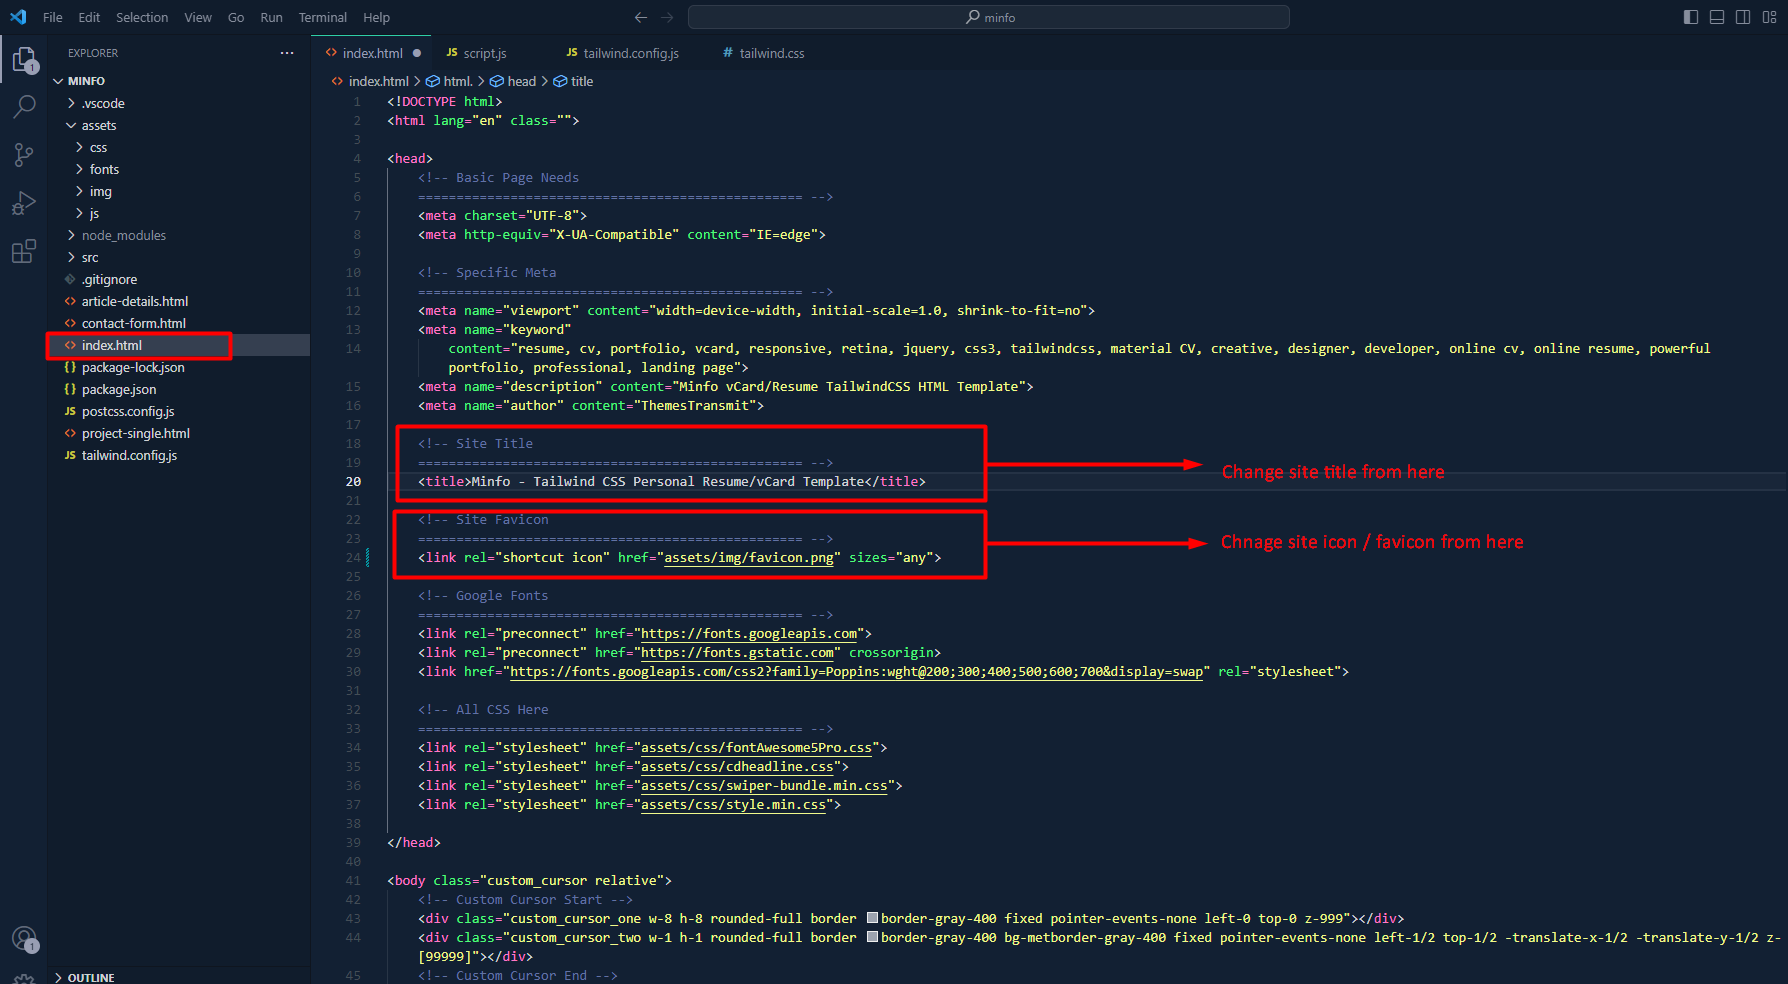 File Edit Selection View Go Run Terminal Help
minfo
EXPLORER
MINFO
.vscode
assets
css
fonts
img
js
node_modules
src
.gitignore
article-details.html
contact-form.html
index.html
package-lock.json
package.json
postcss.config.js
project-single.html
tailwind.config.js
OUTLINE
1
1
index.html JS script.js JS tailwind.config.js # tailwind.css
index.html > html. > head > title
1 <!DOCTYPE html>
2 <html lang="en" class="">
3
4 <head>
5 <!-- Basic Page Needs
6 ================================================== -->
7 <meta charset="UTF-8">
8 <meta http-equiv="X-UA-Compatible" content="IE=edge">
9
10 <!-- Specific Meta
11 ================================================== -->
12 <meta name="viewport" content="width=device-width, initial-scale=1.0, shrink-to-fit=no">
13 <meta name="keyword"
14 content="resume, cv, portfolio, vcard, responsive, retina, jquery, css3, tailwindcss, material CV, creative, designer, developer, online cv, online resume, powerful
portfolio, professional, landing page">
15 <meta name="description" content="Minfo vCard/Resume TailwindCSS HTML Template">
16 <meta name="author" content="ThemesTransmit">
17
18 <!-- Site Title
19 ================================================== -->
20 <title>Minfo - Tailwind CSS Personal Resume/vCard Template</title>
Change site title from here
21
22 <!-- Site Favicon
23 ================================================== -->
24 <link rel="shortcut icon" href="assets/img/favicon.png" sizes="any">
Chnage site icon / favicon from here
25
26 <!-- Google Fonts
27 ================================================== -->
28 <link rel="preconnect" href="https://fonts.googleapis.com">
29 <link rel="preconnect" href="https://fonts.gstatic.com" crossorigin>
30 <link href="https://fonts.googleapis.com/css2?family=Poppins:wght@200;300;400;500;600;700&display=swap" rel="stylesheet">
31
32 <!-- All CSS Here
33 ================================================== -->
34 <link rel="stylesheet" href="assets/css/fontAwesome5Pro.css">
35 <link rel="stylesheet" href="assets/css/cdheadline.css">
36 <link rel="stylesheet" href="assets/css/swiper-bundle.min.css">
37 <link rel="stylesheet" href="assets/css/style.min.css">
38
39 </head>
40
41 <body class="custom_cursor relative">
42 <!-- Custom Cursor Start -->
43 <div class="custom_cursor_one w-8 h-8 rounded-full border border-gray-400 fixed pointer-events-none left-0 top-0 z-999"></div>
44 <div class="custom_cursor_two w-1 h-1 rounded-full border border-gray-400 bg-metborder-gray-400 fixed pointer-events-none left-1/2 top-1/2 -translate-x-1/2 -translate-y-1/2 z-
[99999]"></div>
45 <!-- Custom Cursor End -->